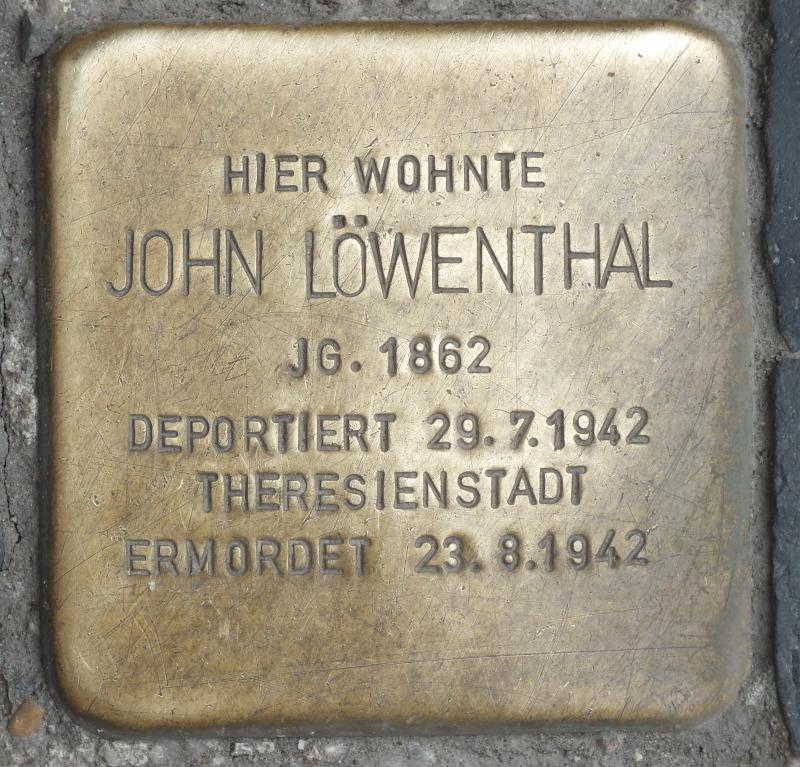 HIER WOHNTE
JOHN LÖWENTHAL
JG. 1862
DEPORTIERT 29.7.1942
THERESIENSTADT
ERMORDET 23.8.1942